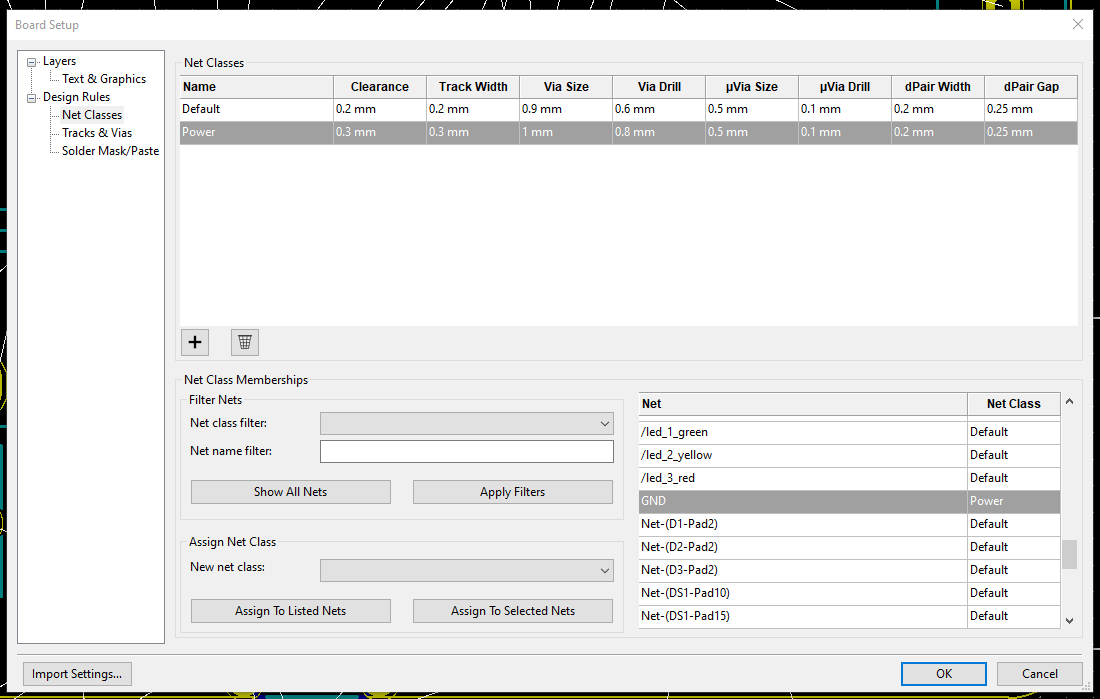 Board Setup
Layers
Text & Graphics
Design Rules
Net Classes
Tracks & Vias
Solder Mask/Paste
Net Classes
Name Clearance Track Width Via Size Via Drill µVia Size µVia Drill dPair Width dPair Gap
Default 0.2 mm 0.2 mm 0.9 mm 0.6 mm 0.5 mm 0.1 mm 0.2 mm 0.25 mm
Power 0.3 mm 0.3 mm 1 mm 0.8 mm 0.5 mm 0.1 mm 0.2 mm 0.25 mm
Net Class Memberships
Filter Nets
Net class filter:
Net name filter:
Show All Nets Apply Filters
Assign Net Class
New net class:
Assign To Listed Nets Assign To Selected Nets
Net Net Class
/led_1_green Default
/led_2_yellow Default
/led_3_red Default
GND Power
Net-(D1-Pad2) Default
Net-(D2-Pad2) Default
Net-(D3-Pad2) Default
Net-(DS1-Pad10) Default
Net-(DS1-Pad15) Default
Import Settings... OK Cancel